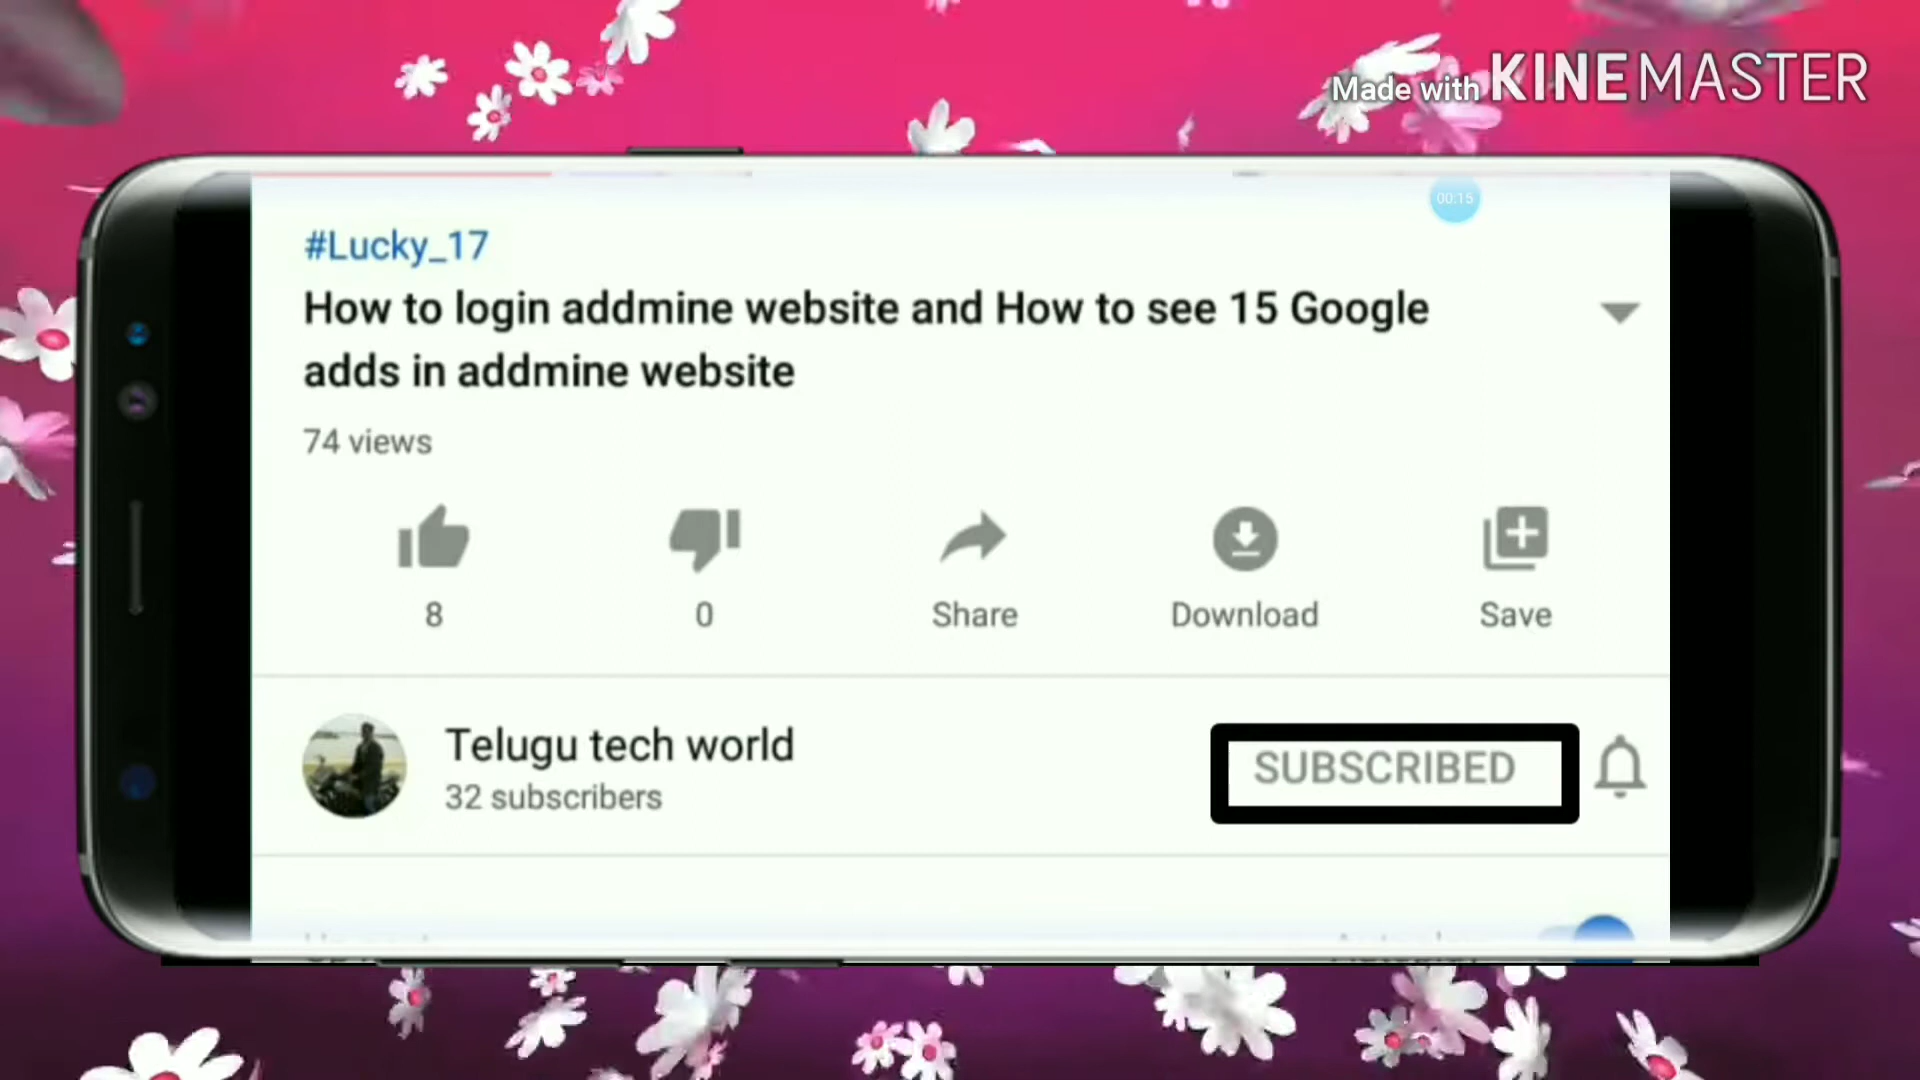 Made with KINEMASTER
00:15
#Lucky_17
How to login addmine website and How to see 15 Google
adds in addmine website
74 views
8 0 Share Download Save
Telugu tech world
32 subscribers
SUBSCRIBED